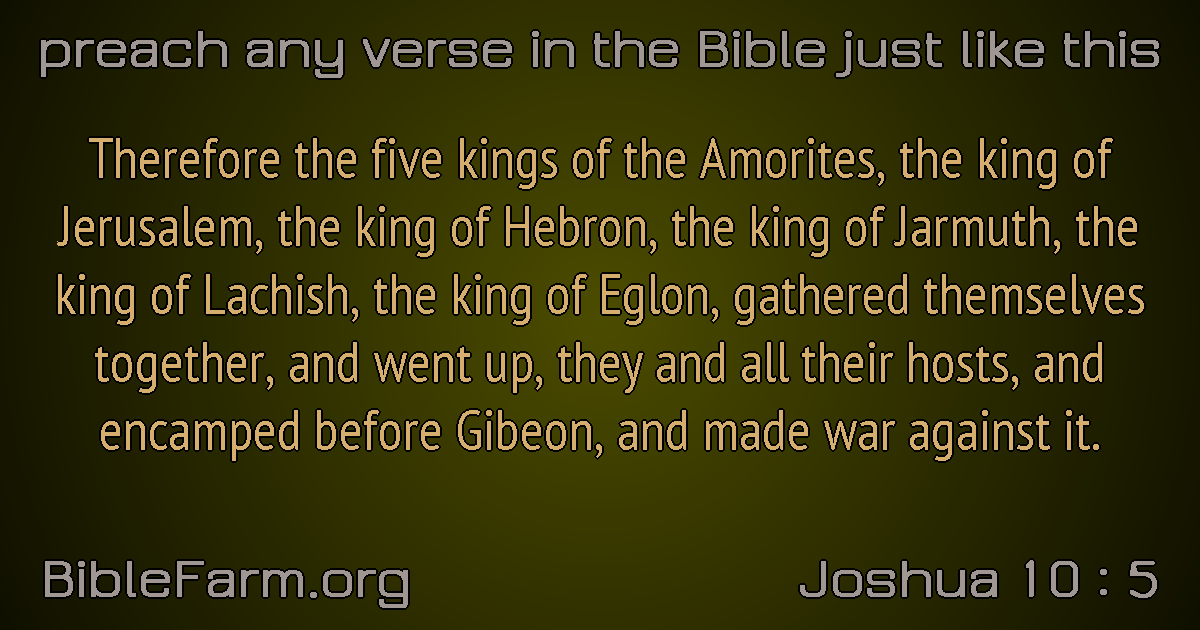 preach any verse in the Bible just like this
Therefore the five kings of the Amorites, the king of
Jerusalem, the king of Hebron, the king of Jarmuth, the
king of Lachish, the king of Eglon, gathered themselves
together, and went up, they and all their hosts, and
encamped before Gibeon, and made war against it.
BibleFarm.org
Joshua 10 : 5